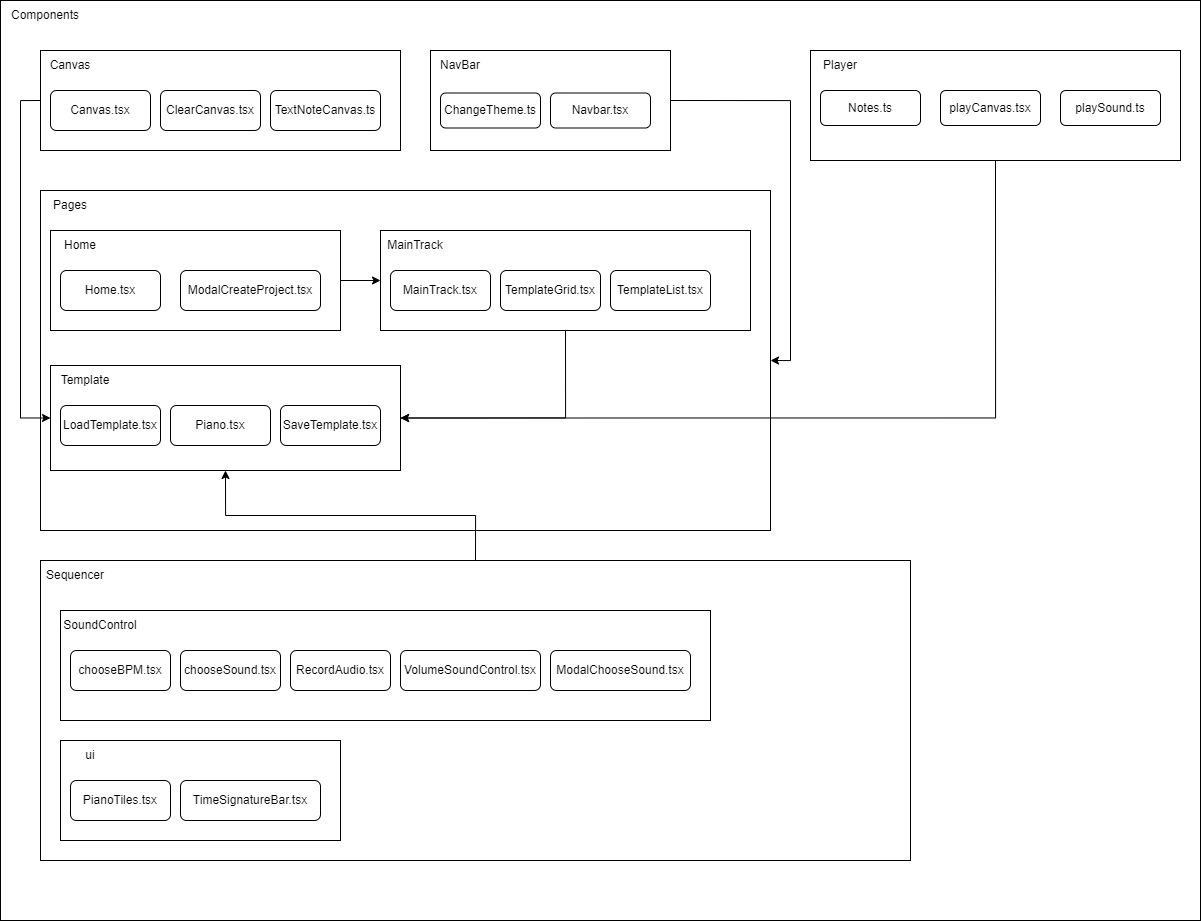 Components
Canvas
Canvas.tsx
ClearCanvas.tsx
TextNoteCanvas.ts
NavBar
ChangeTheme.ts
Navbar.tsx
Player
Notes.ts
playCanvas.tsx
playSound.ts
Pages
Home
Home.tsx
ModalCreateProject.tsx
MainTrack
MainTrack.tsx
TemplateGrid.tsx
TemplateList.tsx
Template
LoadTemplate.tsx
Piano.tsx
SaveTemplate.tsx
Sequencer
SoundControl
chooseBPM.tsx
chooseSound.tsx
RecordAudio.tsx
VolumeSoundControl.tsx
ModalChooseSound.tsx
ui
PianoTiles.tsx
TimeSignatureBar.tsx